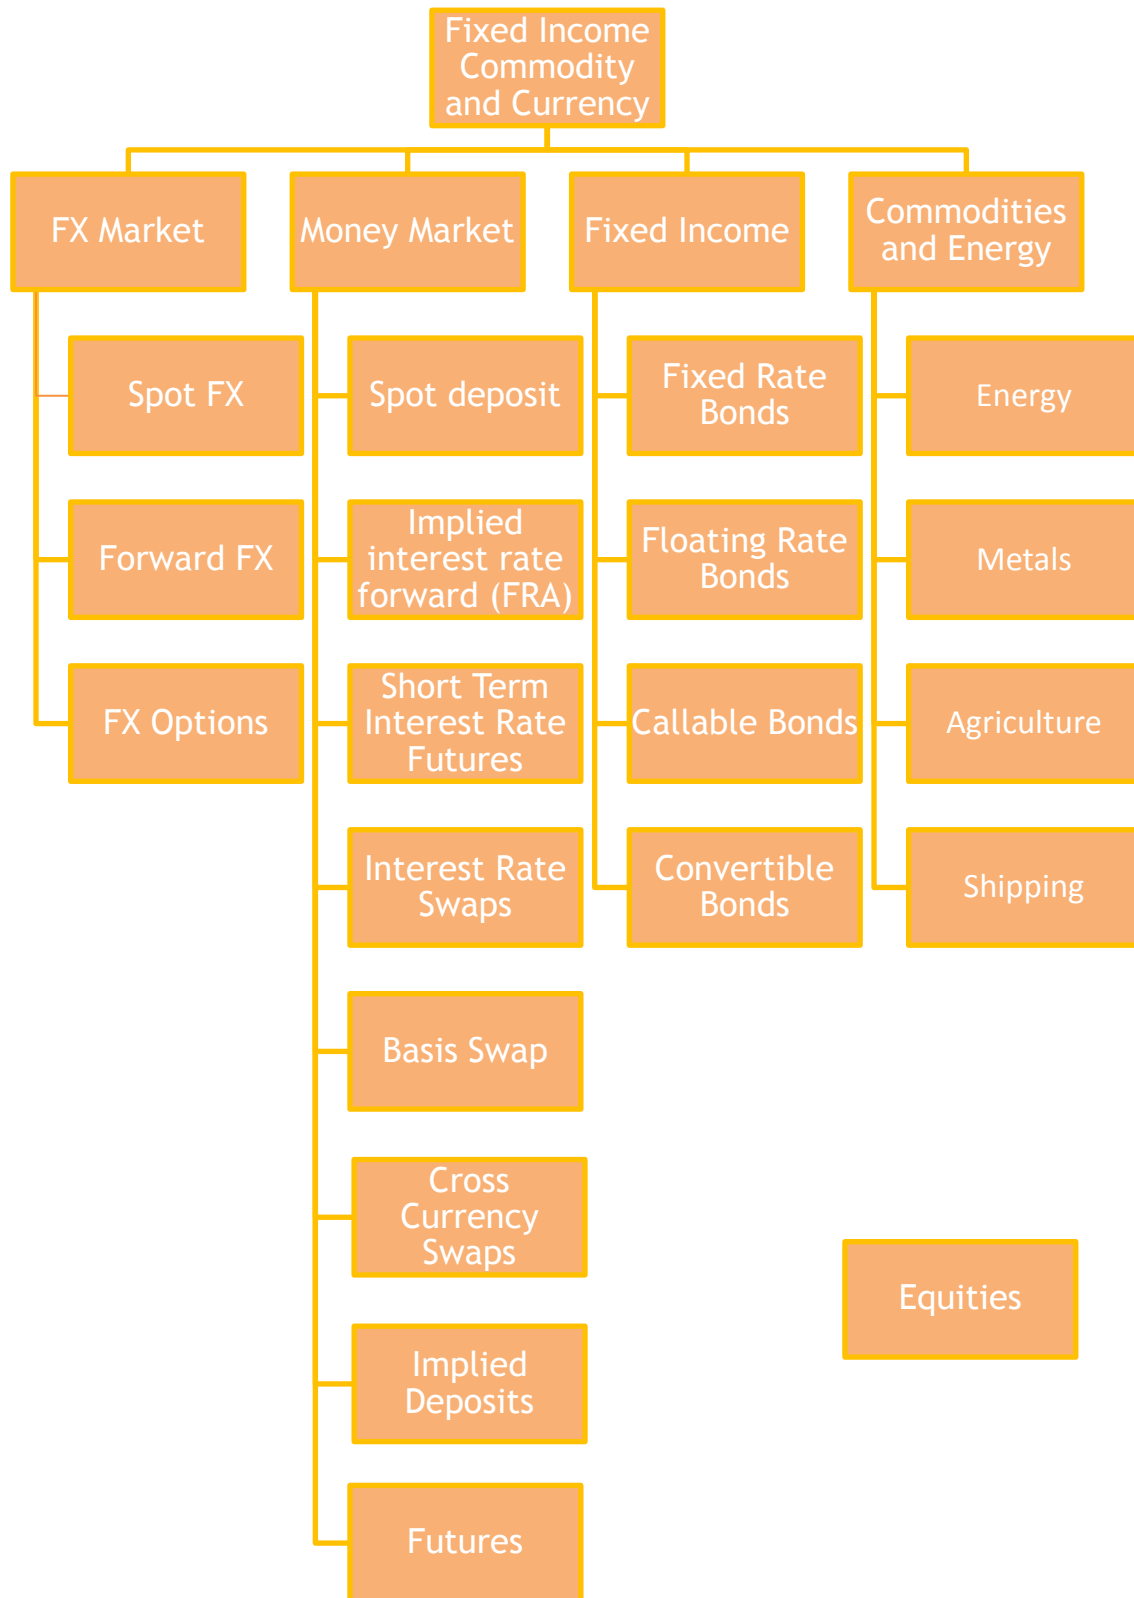 Fixed Income
Commodity
and Currency
FX Market
Money Market
Fixed Income
Commodities
and Energy
Spot FX
Forward FX
FX Options
Spot deposit
Implied
interest rate
forward (FRA)
Short Term
Interest Rate
Futures
Interest Rate
Swaps
Basis Swap
Cross
Currency
Swaps
Implied
Deposits
Futures
Fixed Rate
Bonds
Floating Rate
Bonds
Callable Bonds
Convertible
Bonds
Energy
Metals
Agriculture
Shipping
Equities